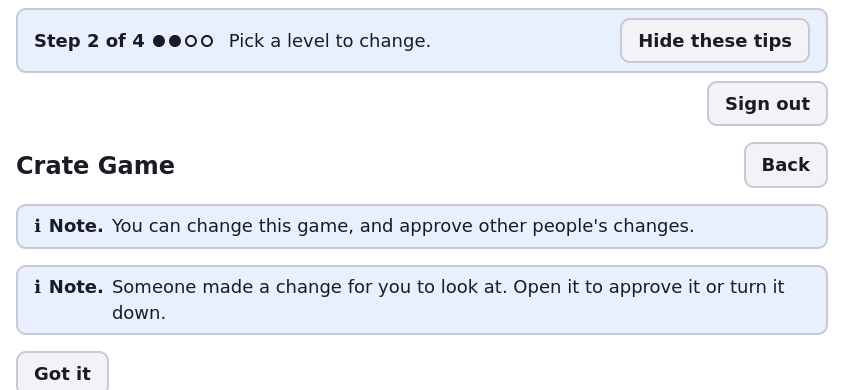 Step 2 of 4 Pick a level to change. Hide these tips
Sign out
Crate Game Back
ℹ Note. You can change this game, and approve other people's changes.
ℹ Note. Someone made a change for you to look at. Open it to approve it or turn it
down.
Got it